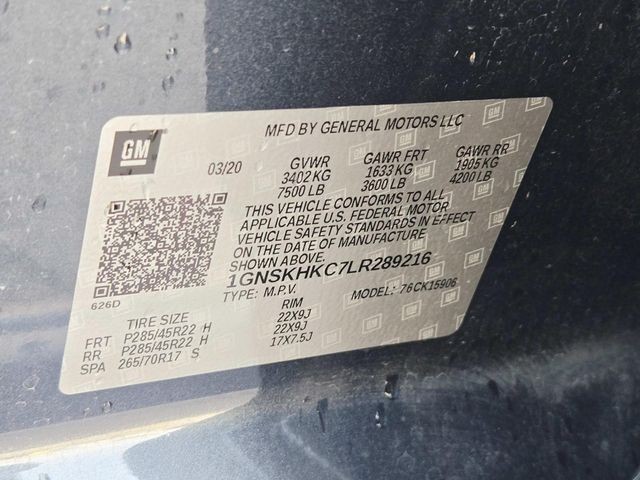 GM
MFD BY GENERAL MOTORS LLC
03/20 GVWR GAWR FRT GAWR RR
3402 KG 1633 KG 1905 KG
7500 LB 3600 LB 4200 LB
THIS VEHICLE CONFORMS TO ALL
APPLICABLE U.S. FEDERAL MOTOR
VEHICLE SAFETY STANDARDS IN EFFECT
ON THE DATE OF MANUFACTURE
SHOWN ABOVE.
1GNSKHKC7LR289216
626D
TYPE: M.P.V. MODEL: 76CK15906
TIRE SIZE RIM
FRT P285/45R22 H 22X9J
RR P285/45R22 H 22X9J
SPA 265/70R17 S 17X7.5J